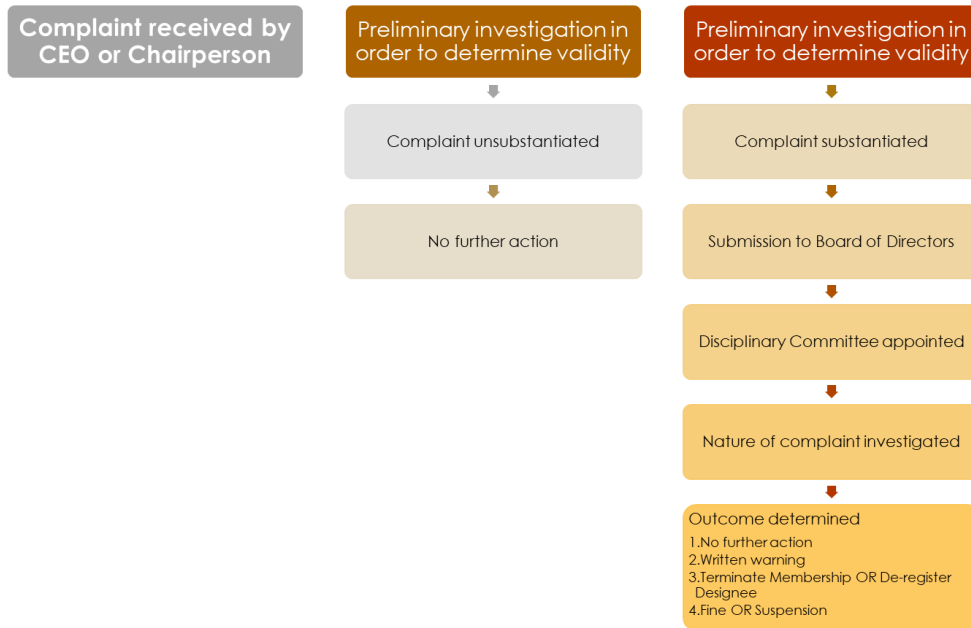 Complaint received by
CEO or Chairperson
Preliminary investigation in
order to determine validity
Complaint unsubstantiated
No further action
Preliminary investigation in
order to determine validity
Complaint substantiated
Submission to Board of Directors
Disciplinary Committee appointed
Nature of complaint investigated
Outcome determined
1.No further action
2.Written warning
3.Terminate Membership OR De-register
Designee
4.Fine OR Suspension